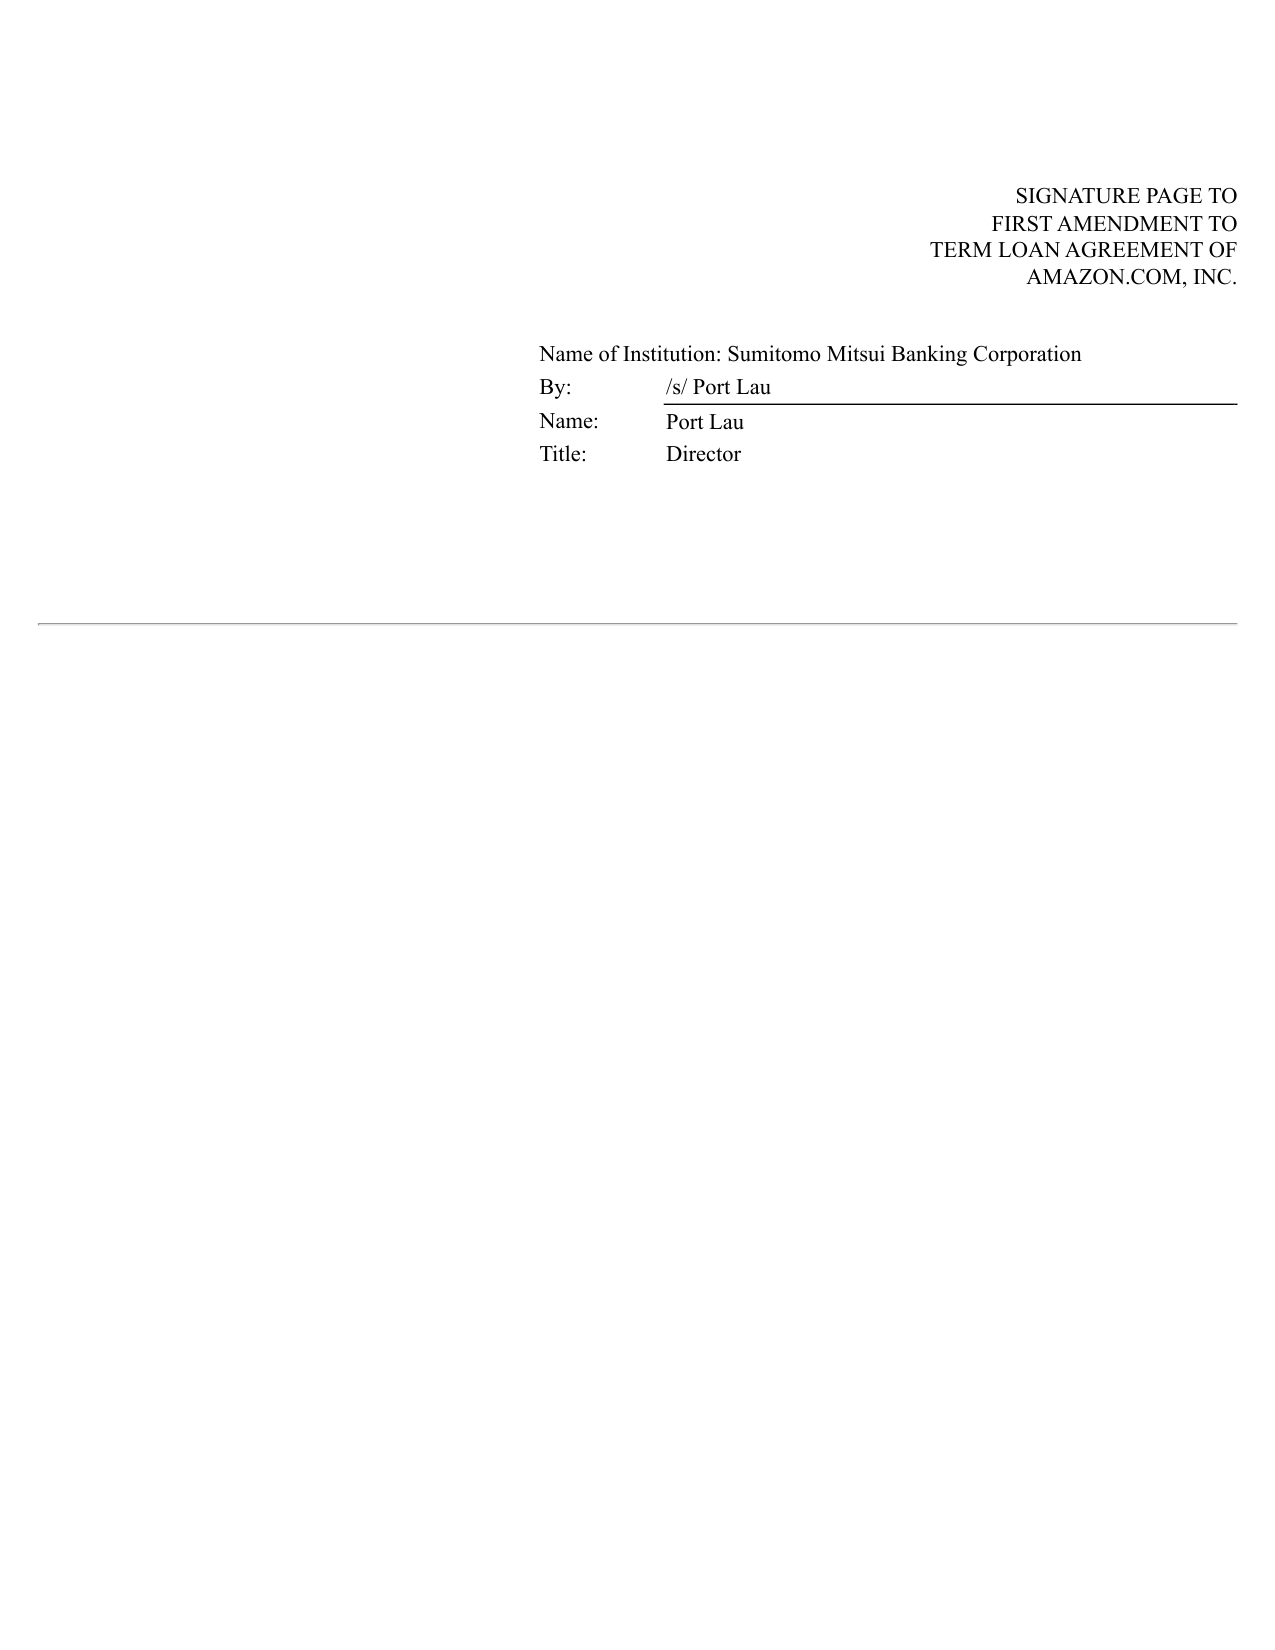 SIGNATURE PAGE TO
FIRST AMENDMENT TO
TERM LOAN AGREEMENT OF
AMAZON.COM, INC.
Name of Institution: Sumitomo Mitsui Banking Corporation
By: /s/ Port Lau
Name: Port Lau
Title: Director